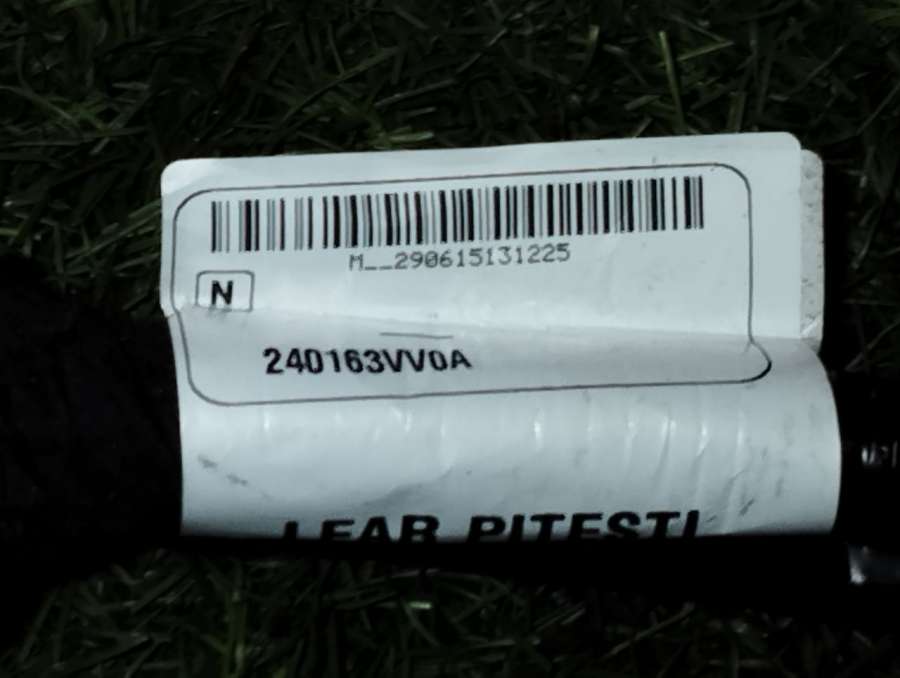 M__290615131225
N
240163VV0A
LEAR PITESTI